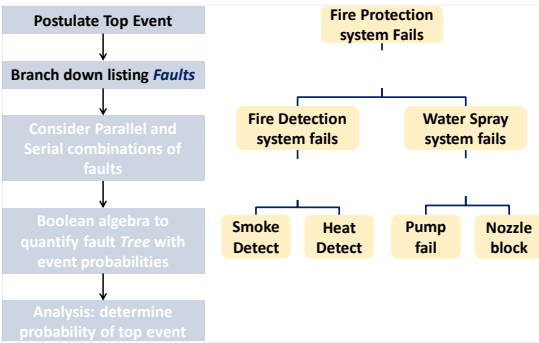 Postulate Top Event
Branch down listing Faults
Consider Parallel and
Serial combinations of
faults
Boolean algebra to
quantify fault Tree with
event probabilities
Analysis: determine
probability of top event
Fire Protection
system Fails
Fire Detection
system fails
Water Spray
system fails
Smoke
Detect
Heat
Detect
Pump
fail
Nozzle
block